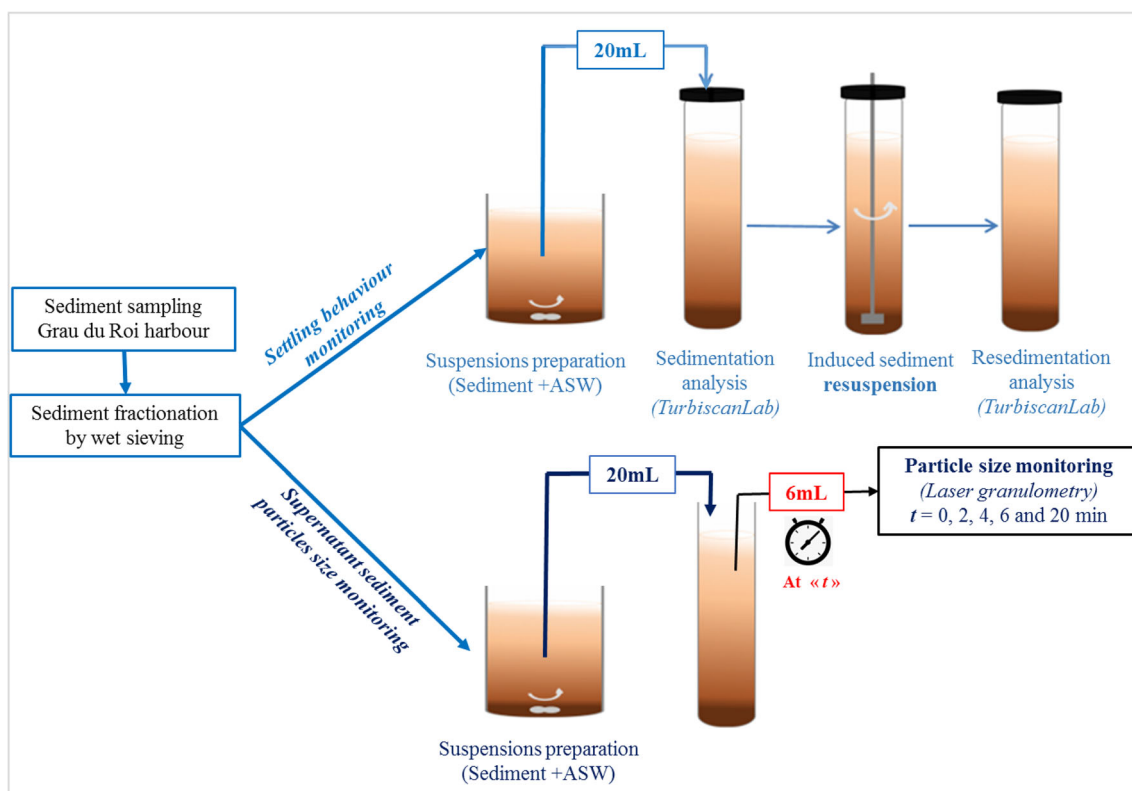 20mL
Sediment sampling
Grau du Roi harbour
Sediment fractionation
by wet sieving
Settling behaviour
monitoring
Suspensions preparation
(Sediment +ASW)
Sedimentation
analysis
(TurbiscanLab)
Induced sediment
resuspension
Resedimentation
analysis
(TurbiscanLab)
Supernatant sediment
particles size monitoring
20mL
6mL
At « t »
Particle size monitoring
(Laser granulometry)
t = 0, 2, 4, 6 and 20 min
Suspensions preparation
(Sediment +ASW)